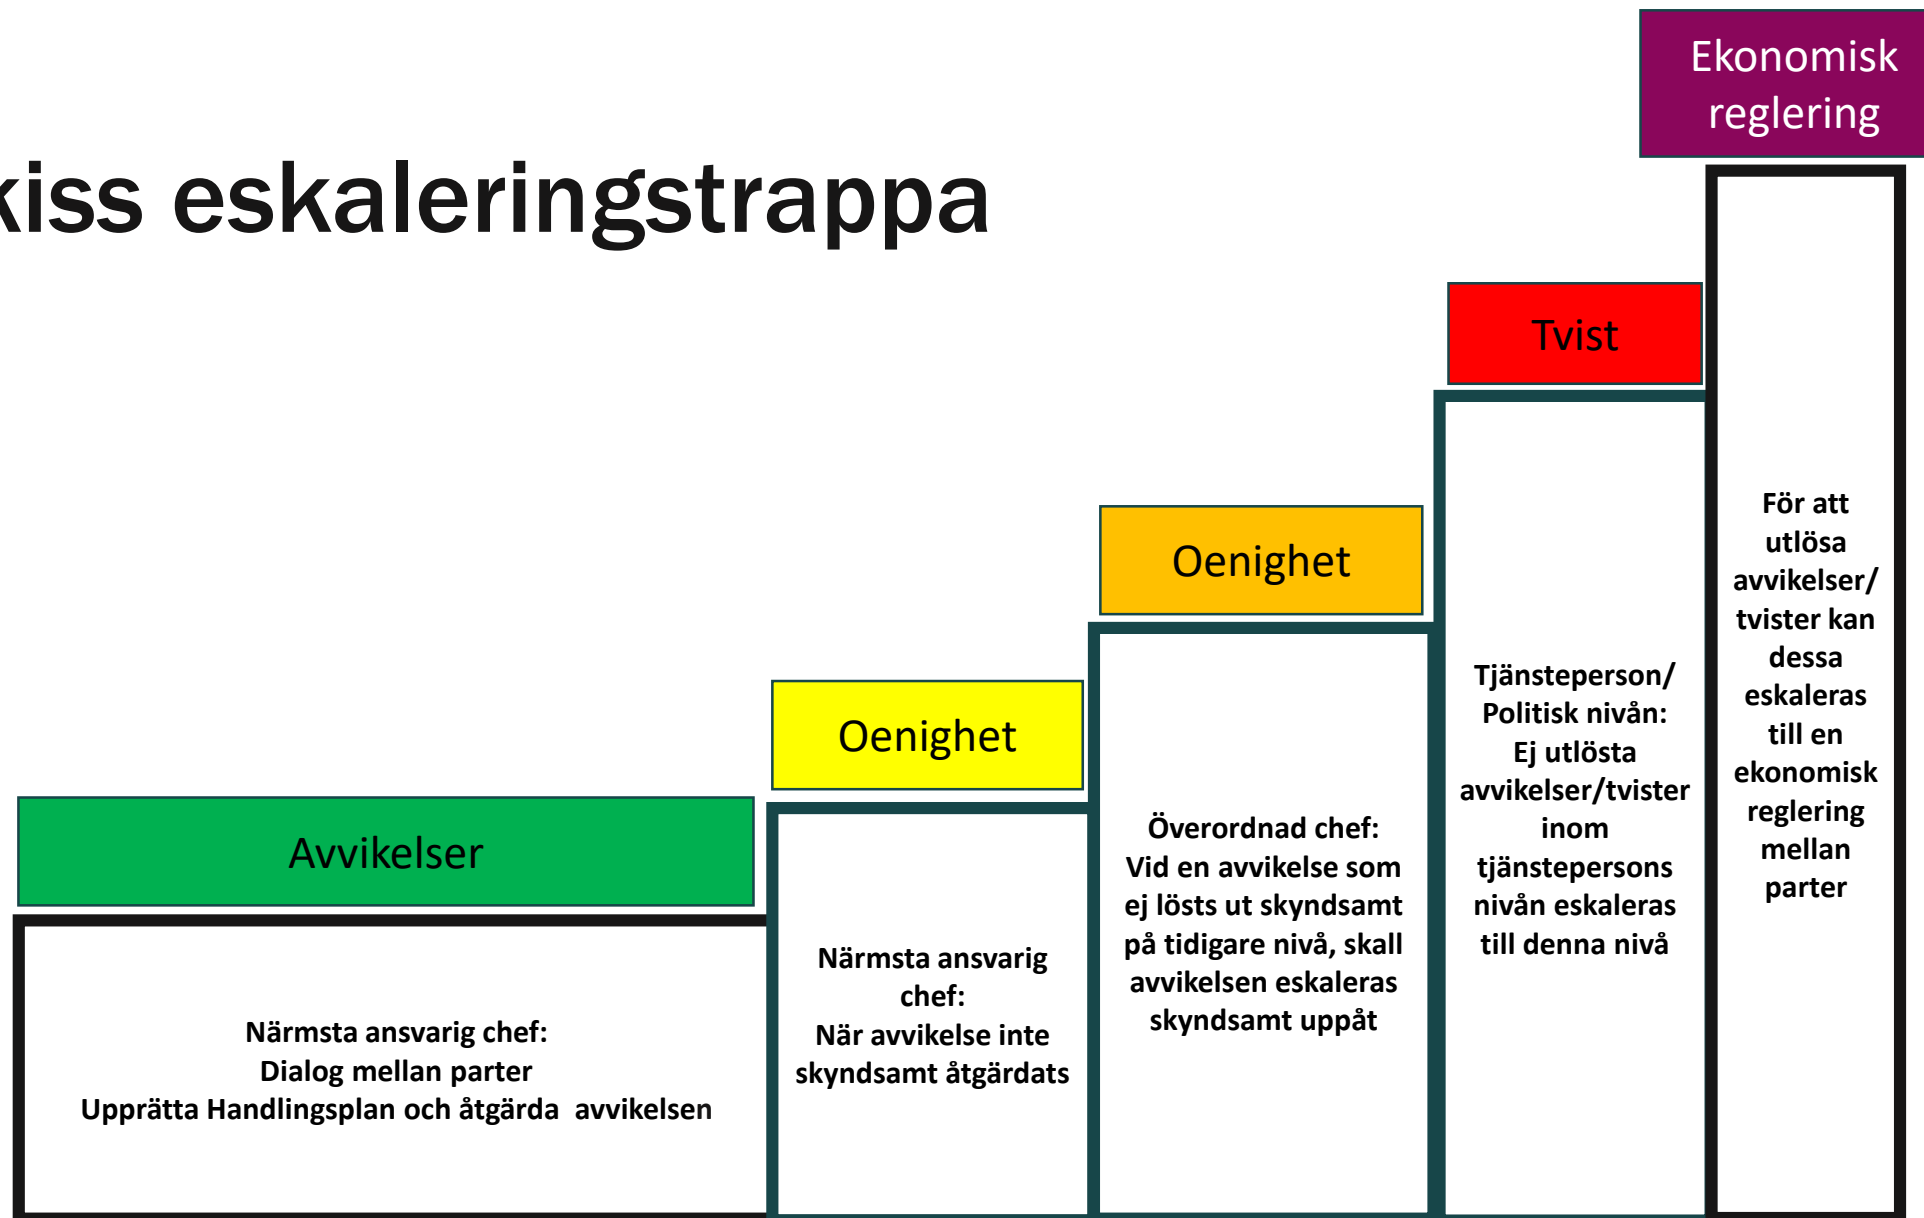 kiss eskaleringstrappa
Ekonomisk
reglering
Tvist
Oenighet
Oenighet
Avvikelser
Närmsta ansvarig chef:
Dialog mellan parter
Upprätta Handlingsplan och åtgärda  avvikelsen
Närmsta ansvarig
chef:
När avvikelse inte
skyndsamt åtgärdats
Överordnad chef:
Vid en avvikelse som
ej lösts ut skyndsamt
på tidigare nivå, skall
avvikelsen eskaleras
skyndsamt uppåt
Tjänsteperson/
Politisk nivån:
Ej utlösta
avvikelser/tvister
inom
tjänstepersons
nivån eskaleras
till denna nivå
För att
utlösa
avvikelser/
tvister kan
dessa
eskaleras
till en
ekonomisk
reglering
mellan
parter